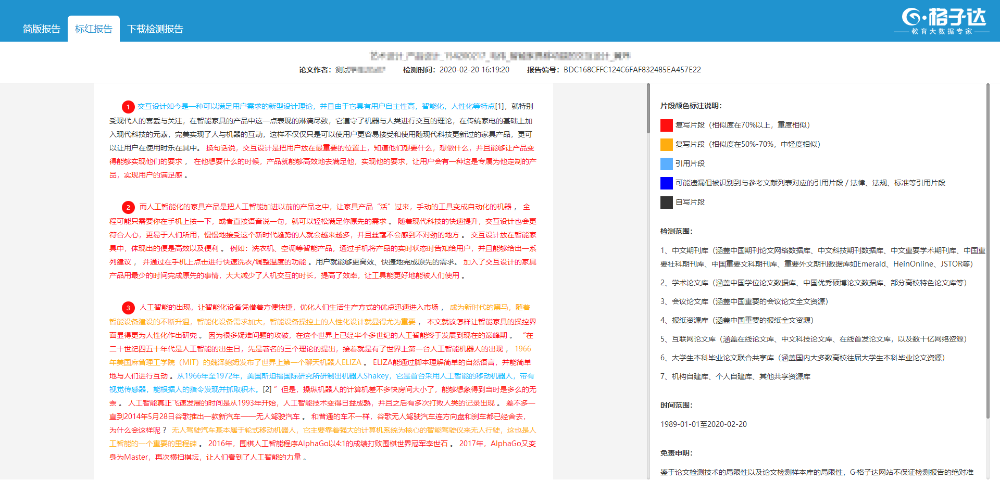 简版报告
标红报告
下载检测报告
G·格子达
教育大数据专家
论文作者：测试
检测时间：2020-02-20 16:19:20
报告编号：BDC168CFFC124C6FAF832485EA457E22
1 交互设计如今是一种可以满足用户需求的新型设计理论，并且由于它具有用户自主性高，智能化，人性化等特点[1]，就特别
受现代人的喜爱与关注，在智能家具的产品中这一点表现的淋漓尽致，它遵守了机器与人类进行交互的理论，在传统家电的基础上加
入现代科技的元素，完美实现了人与机器的互动，这样不仅仅只是可以使用户更容易接受和使用随现代科技更新过的家具产品，更可
以让用户在使用时乐在其中。 换句话说，交互设计是把用户放在最重要的位置上，知道他们想要什么，想做什么，并且能够让产品变
得能够实现他们的要求 ， 在他想要什么的时候，产品就能够高效地去满足他，实现他的要求，让用户会有一种这是专属为他定制的产
品，实现用户的满足感 。
2 而人工智能化的家具产品是把人工智能加进以前的产品之中，让家具产品“活”过来，手动的工具变成自动化的机器 ， 全
程可能只需要你在手机上按一下，或者直接语音说一句，就可以轻松满足你原先的需求 。 随着现代科技的快速提升，交互设计也会更
符合人心，更易于人们所用，慢慢地接受这个新时代趋势的人就会越来越多，并且丝毫不会感到不对劲的地方 。 交互设计放在智能家
具中，体现出的便是高效以及便利 。 例如：洗衣机、空调等智能产品，通过手机将产品的实时状态时告知给用户，并且能够给出一系
列建议 ， 并通过在手机上点击进行快速洗衣/调整温度的功能 。用户就能够更高效、快捷地完成原先的需求。 加入了交互设计的家具
产品用最少的时间完成原先的事情，大大减少了人机交互的时长，提高了效率，让工具能更好地能被人们使用 。
3 人工智能的出现，让智能化设备凭借着方便快捷，优化人们生活生产方式的优点迅速进入市场 ， 成为新时代的黑马，随着
智能设备建设的不断升温，智能化设备需求加大，智能设备操控上的人性化设计就显得尤为重要 ， 本文就该怎样让智能家具的操控界
面显得更为人性化作出研究 。 因为很多疑难问题的攻破，在这个世界上已经半个多世纪的人工智能终于发展到现在的巅峰期 。 “在
二十世纪四五十年代是人工智能的出生日，先是著名的三个理论的提出，接着就是有了世界上第一台人工智能机器人的出现 ， 1966
年美国麻省理工学院（MIT）的魏泽鲍姆发布了世界上第一个聊天机器人ELIZA 。 ELIZA能通过脚本理解简单的自然语言，并能简单
地与人们进行互动 。从1966年至1972年，美国斯坦福国际研究所研制出机器人Shakey，它是首台采用人工智能的移动机器人，带有
视觉传感器，能根据人的指令发现并抓取积木。[2] ”但是，操纵机器人的计算机差不多快房间大小了，能够想象得到当时是多么的无
奈 。 人工智能真正飞速发展的时间是从1993年开始，人工智能技术变得日益成熟，并且之后有多次打败人类的记录出现 。 差不多一
直到2014年5月28日谷歌推出一款新汽车——无人驾驶汽车 。 和普通的车不一样，谷歌无人驾驶汽车连方向盘和刹车都已经舍去，
为什么会这样呢 ？ 无人驾驶汽车基本属于轮式移动机器人，它主要靠着强大的计算机系统为核心的智能驾驶仪来无人行驶，这也是人
工智能的一个重要的里程碑 。 2016年，围棋人工智能程序AlphaGo以4:1的成绩打败围棋世界冠军李世石 。 2017年，AlphaGo又变
身为Master，再次横扫棋坛，让人们看到了人工智能的力量 。
片段颜色标注说明：
复写片段（相似度在70%以上，重度相似）
复写片段（相似度在50%-70%，中轻度相似）
引用片段
可能遗漏但被识别到与参考文献列表对应的引用片段 / 法律、法规、标准等引用片段
自写片段
检测范围：
1、中文期刊库（涵盖中国期刊论文网络数据库、中文科技期刊数据库、中文重要学术期刊库、中国重
要社科期刊库、中国重要文科期刊库、重要外文期刊数据库如Emerald、HeinOnline、JSTOR等）
2、学术论文库（涵盖中国学位论文数据库、中国优秀硕博论文数据库、部分高校特色论文库等）
3、会议论文库（涵盖中国重要的会议论文全文资源）
4、报纸资源库（涵盖中国重要的报纸全文资源）
5、互联网论文库（涵盖在线论文库、中文科技论文库、在线首发论文库，以及数十亿网络资源）
6、大学生本科毕业论文联合共享库（涵盖国内大多数高校往届大学生本科毕业论文资源）
7、机构自建库、个人自建库、其他共享资源库
时间范围：
1989-01-01至2020-02-20
免责申明：
鉴于论文检测技术的局限性以及论文检测样本库的局限性，G·格子达网站不保证检测报告的绝对准